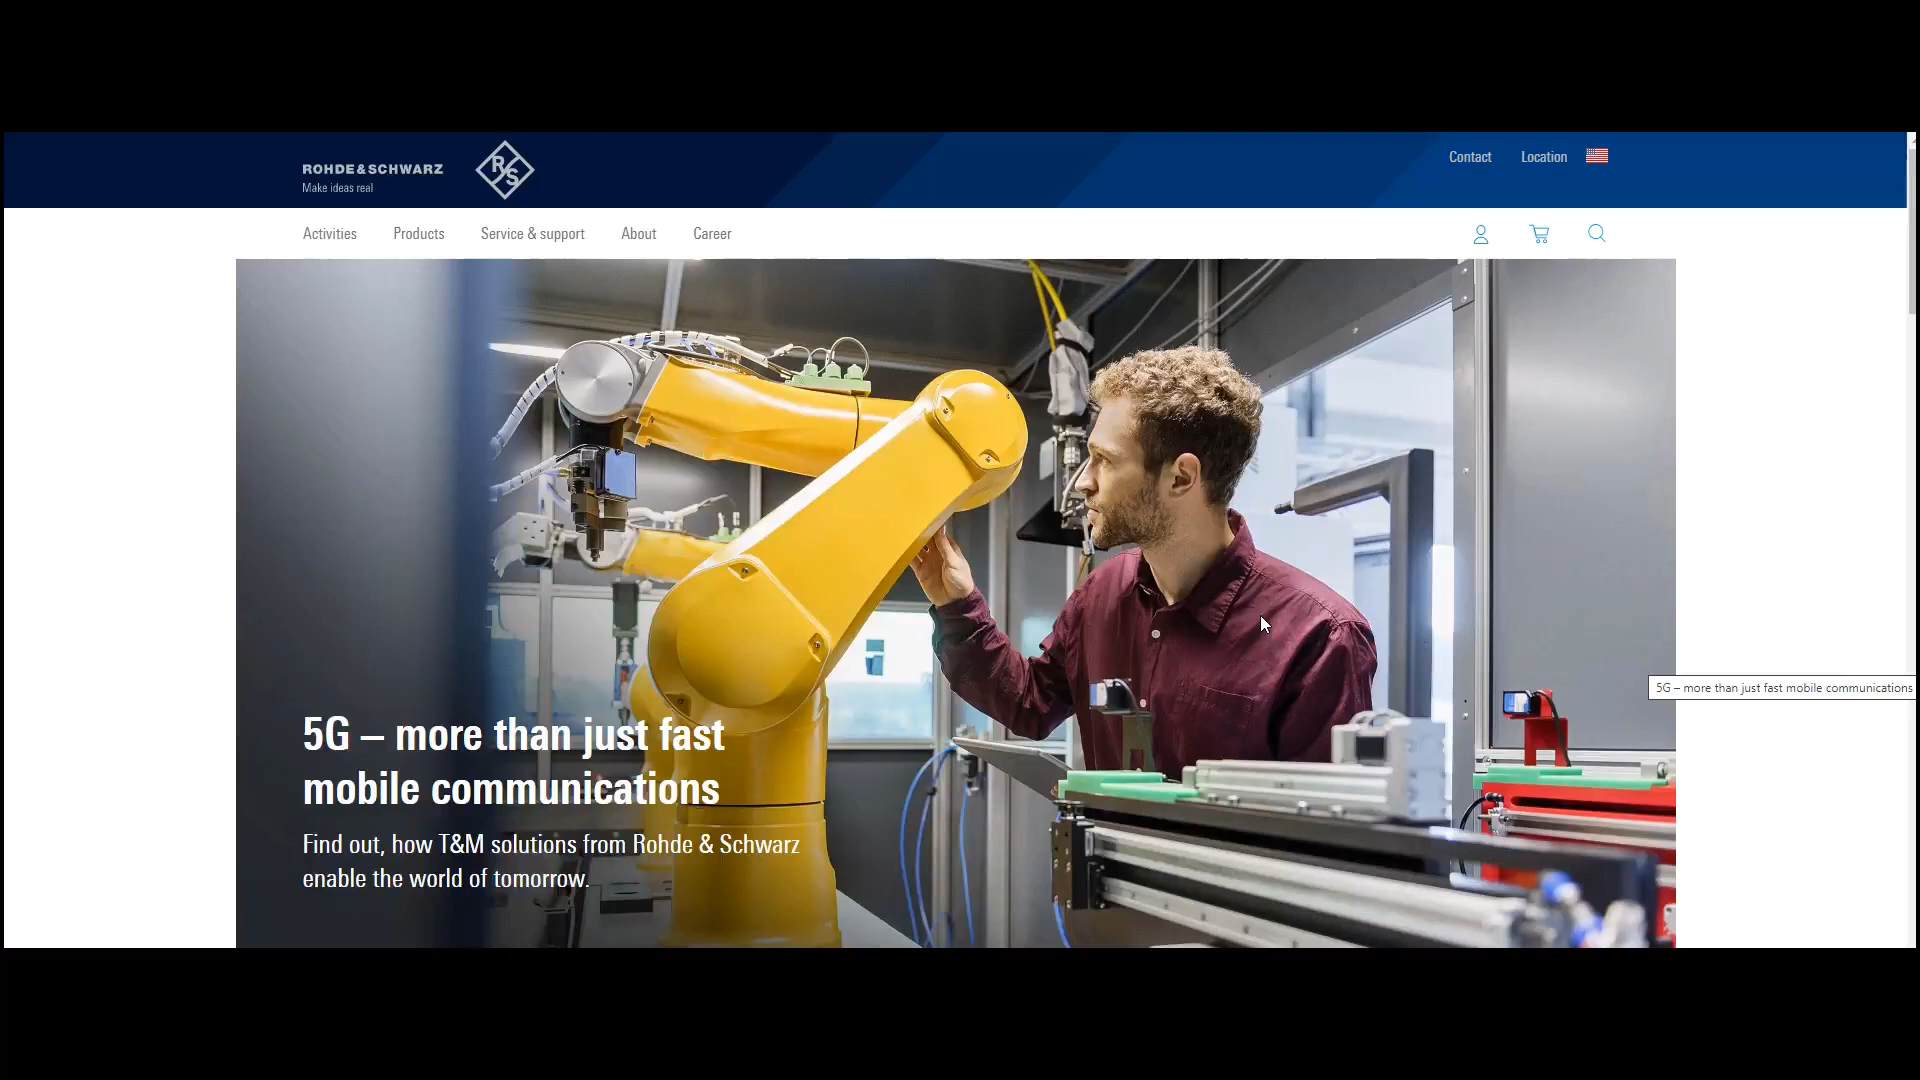 ROHDE & SCHWARZ
Make ideas real
R S
Contact Location
Activities Products Service & support About Career
5G – more than just fast mobile communications
5G – more than just fast
mobile communications
Find out, how T&M solutions from Rohde & Schwarz
enable the world of tomorrow.